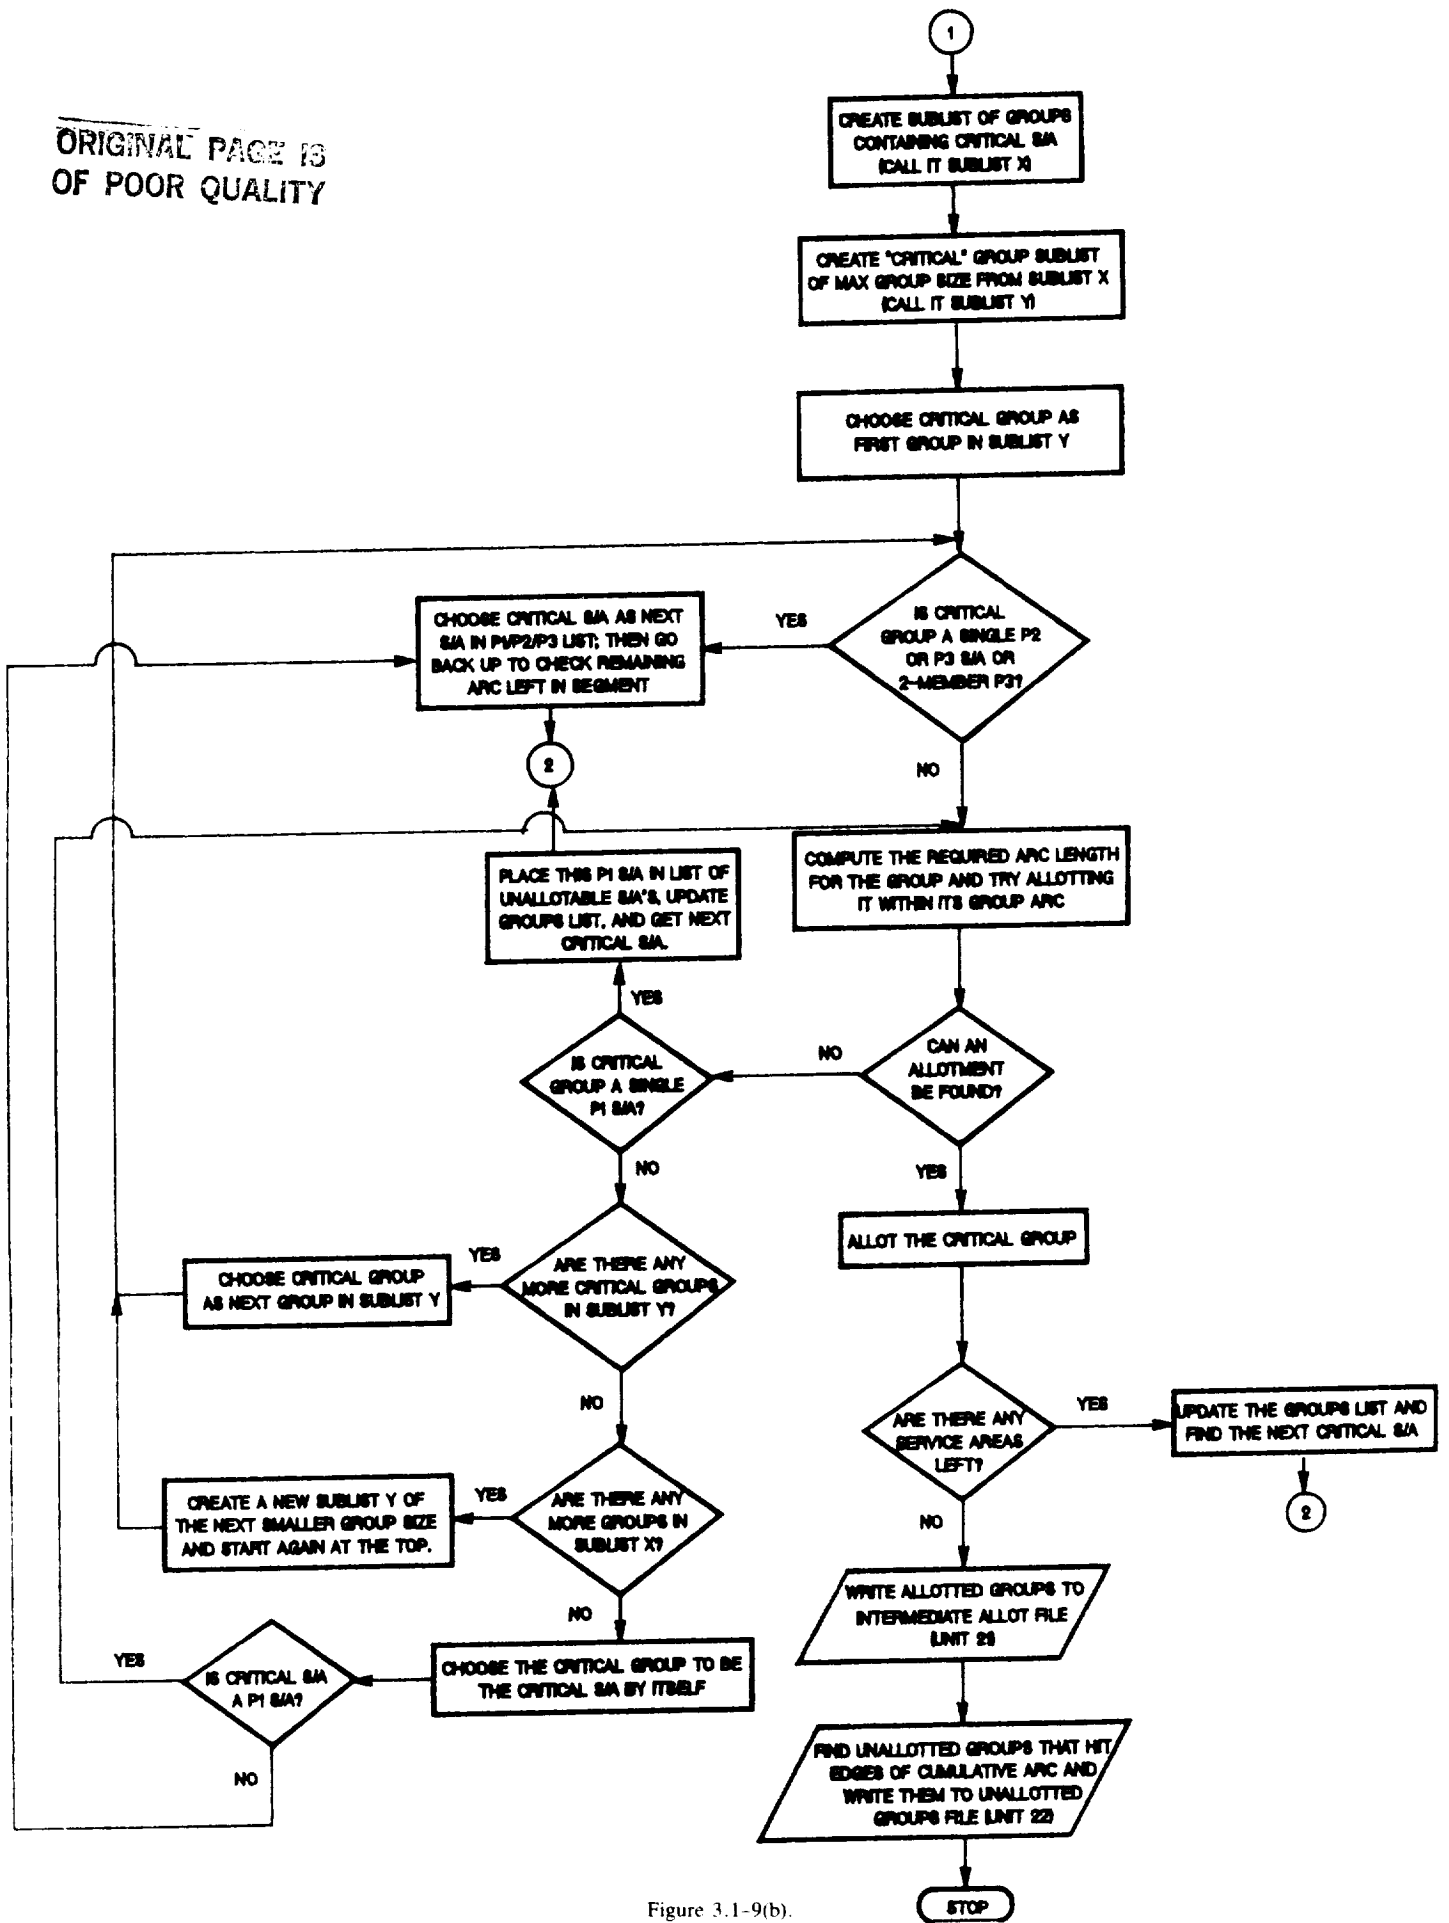 1
ORIGINAL PAGE IS
OF POOR QUALITY
CREATE SUBLIST OF GROUPS
CONTAINING CRITICAL S/A
(CALL IT SUBLIST X)
CREATE "CRITICAL" GROUP SUBLIST
OF MAX GROUP SIZE FROM SUBLIST X
(CALL IT SUBLIST Y)
CHOOSE CRITICAL GROUP AS
FIRST GROUP IN SUBLIST Y
IS CRITICAL
GROUP A SINGLE P2
OR P3 S/A OR
2-MEMBER P3?
YES
NO
CHOOSE CRITICAL S/A AS NEXT
S/A IN P1/P2/P3 LIST; THEN GO
BACK UP TO CHECK REMAINING
ARC LEFT IN SEGMENT
2
COMPUTE THE REQUIRED ARC LENGTH
FOR THE GROUP AND TRY ALLOTTING
IT WITHIN ITS GROUP ARC
PLACE THIS P1 S/A IN LIST OF
UNALLOTABLE S/A'S, UPDATE
GROUPS LIST, AND GET NEXT
CRITICAL S/A.
YES
CAN AN
ALLOTMENT
BE FOUND?
NO
YES
IS CRITICAL
GROUP A SINGLE
P1 S/A?
NO
ALLOT THE CRITICAL GROUP
ARE THERE ANY
MORE CRITICAL GROUPS
IN SUBLIST Y?
YES
NO
CHOOSE CRITICAL GROUP
AS NEXT GROUP IN SUBLIST Y
ARE THERE ANY
SERVICE AREAS
LEFT?
YES
NO
UPDATE THE GROUPS LIST AND
FIND THE NEXT CRITICAL S/A
2
ARE THERE ANY
MORE GROUPS IN
SUBLIST X?
YES
NO
CREATE A NEW SUBLIST Y OF
THE NEXT SMALLER GROUP SIZE
AND START AGAIN AT THE TOP.
WRITE ALLOTTED GROUPS TO
INTERMEDIATE ALLOT FILE
(UNIT 21)
CHOOSE THE CRITICAL GROUP TO BE
THE CRITICAL S/A BY ITSELF
IS CRITICAL S/A
A P1 S/A?
YES
NO
FIND UNALLOTTED GROUPS THAT HIT
EDGES OF CUMULATIVE ARC AND
WRITE THEM TO UNALLOTTED
GROUPS FILE (UNIT 22)
STOP
Figure 3.1-9(b).